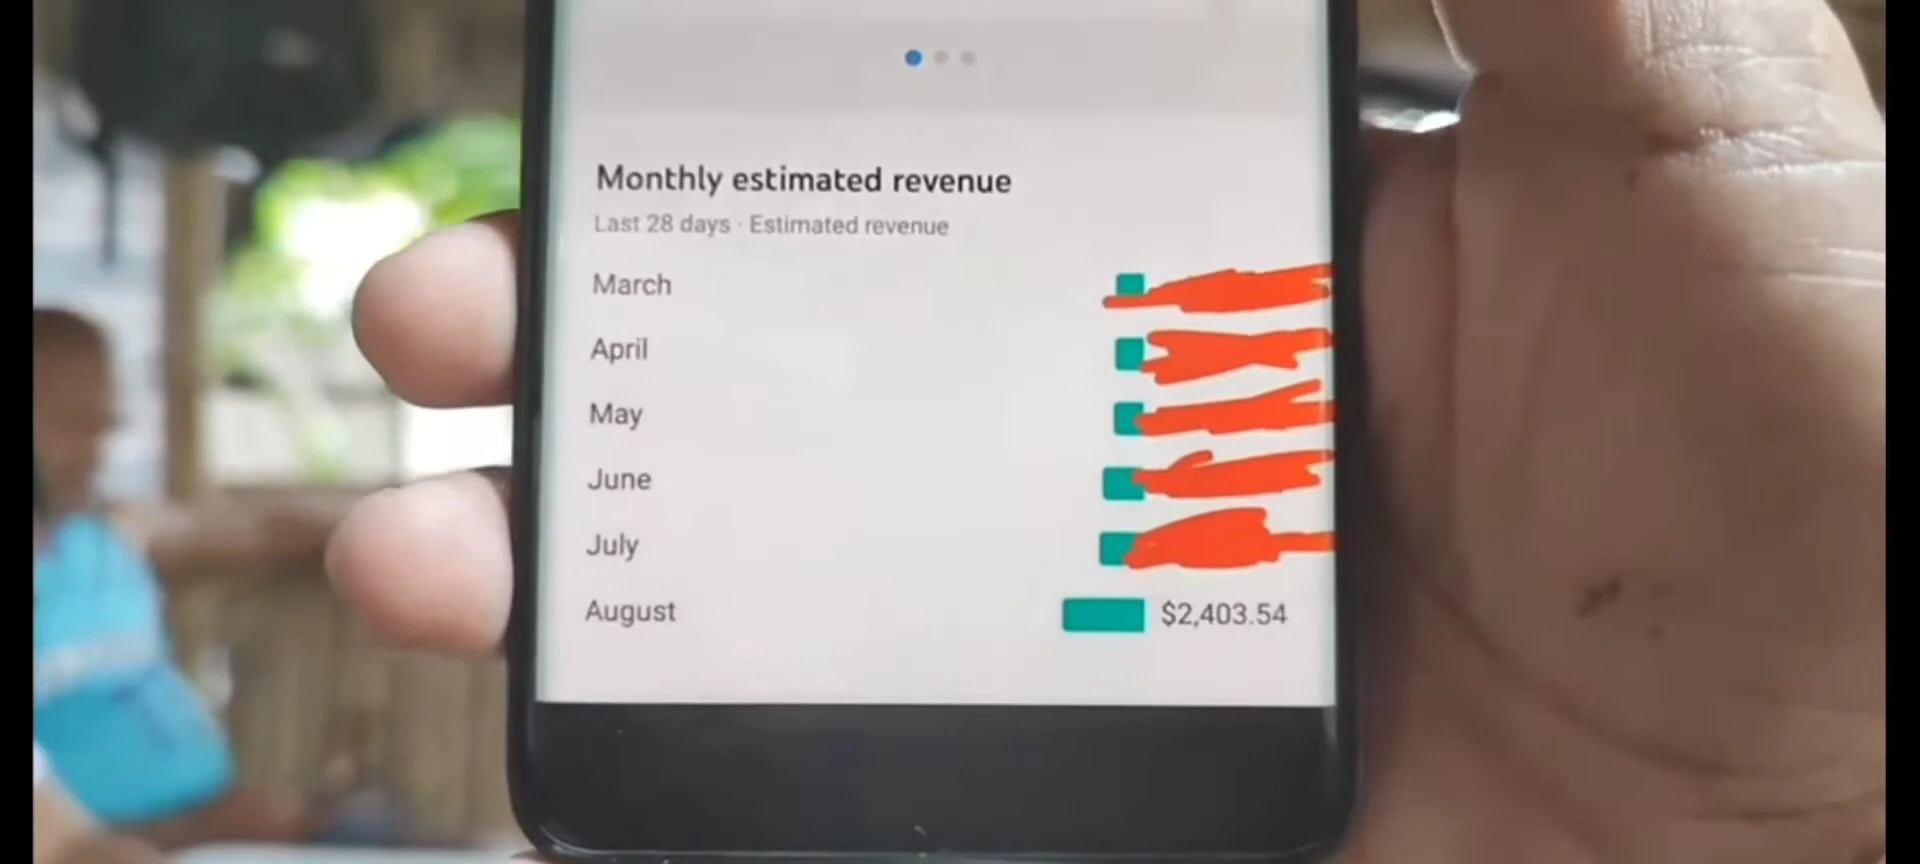 Monthly estimated revenue
Last 28 days · Estimated revenue
March
April
May
June
July
August $2,403.54